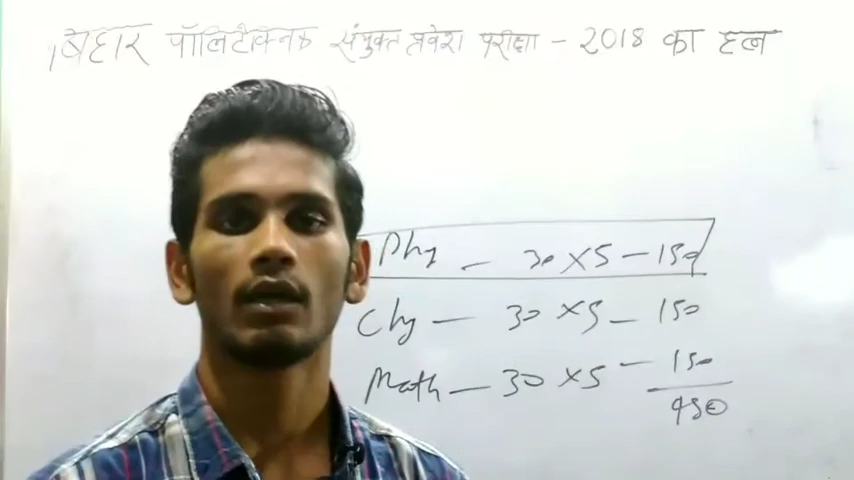 बिहार पॉलिटैक्निक संयुक्त प्रवेश परीक्षा - 2018 का हल
Phy - 30 × 5 - 150
Chy - 30 × 5 - 150
Math - 30 × 5 - 150
450